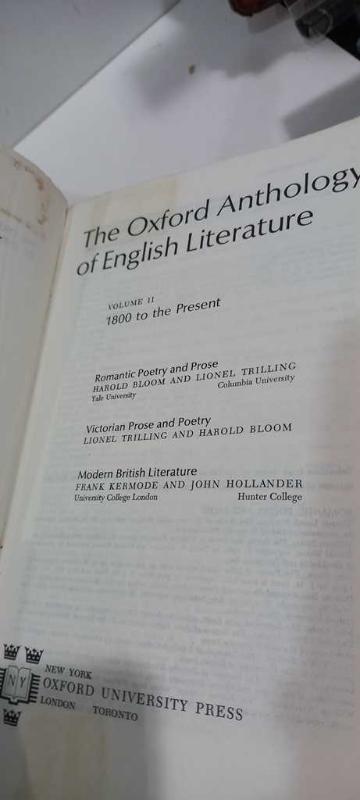 The Oxford Anthology
of English Literature
VOLUME II
1800 to the Present
Romantic Poetry and Prose
HAROLD BLOOM AND LIONEL TRILLING
Yale University Columbia University
Victorian Prose and Poetry
LIONEL TRILLING AND HAROLD BLOOM
Modern British Literature
FRANK KERMODE AND JOHN HOLLANDER
University College London Hunter College
N Y
NEW YORK
OXFORD UNIVERSITY PRESS
LONDON TORONTO